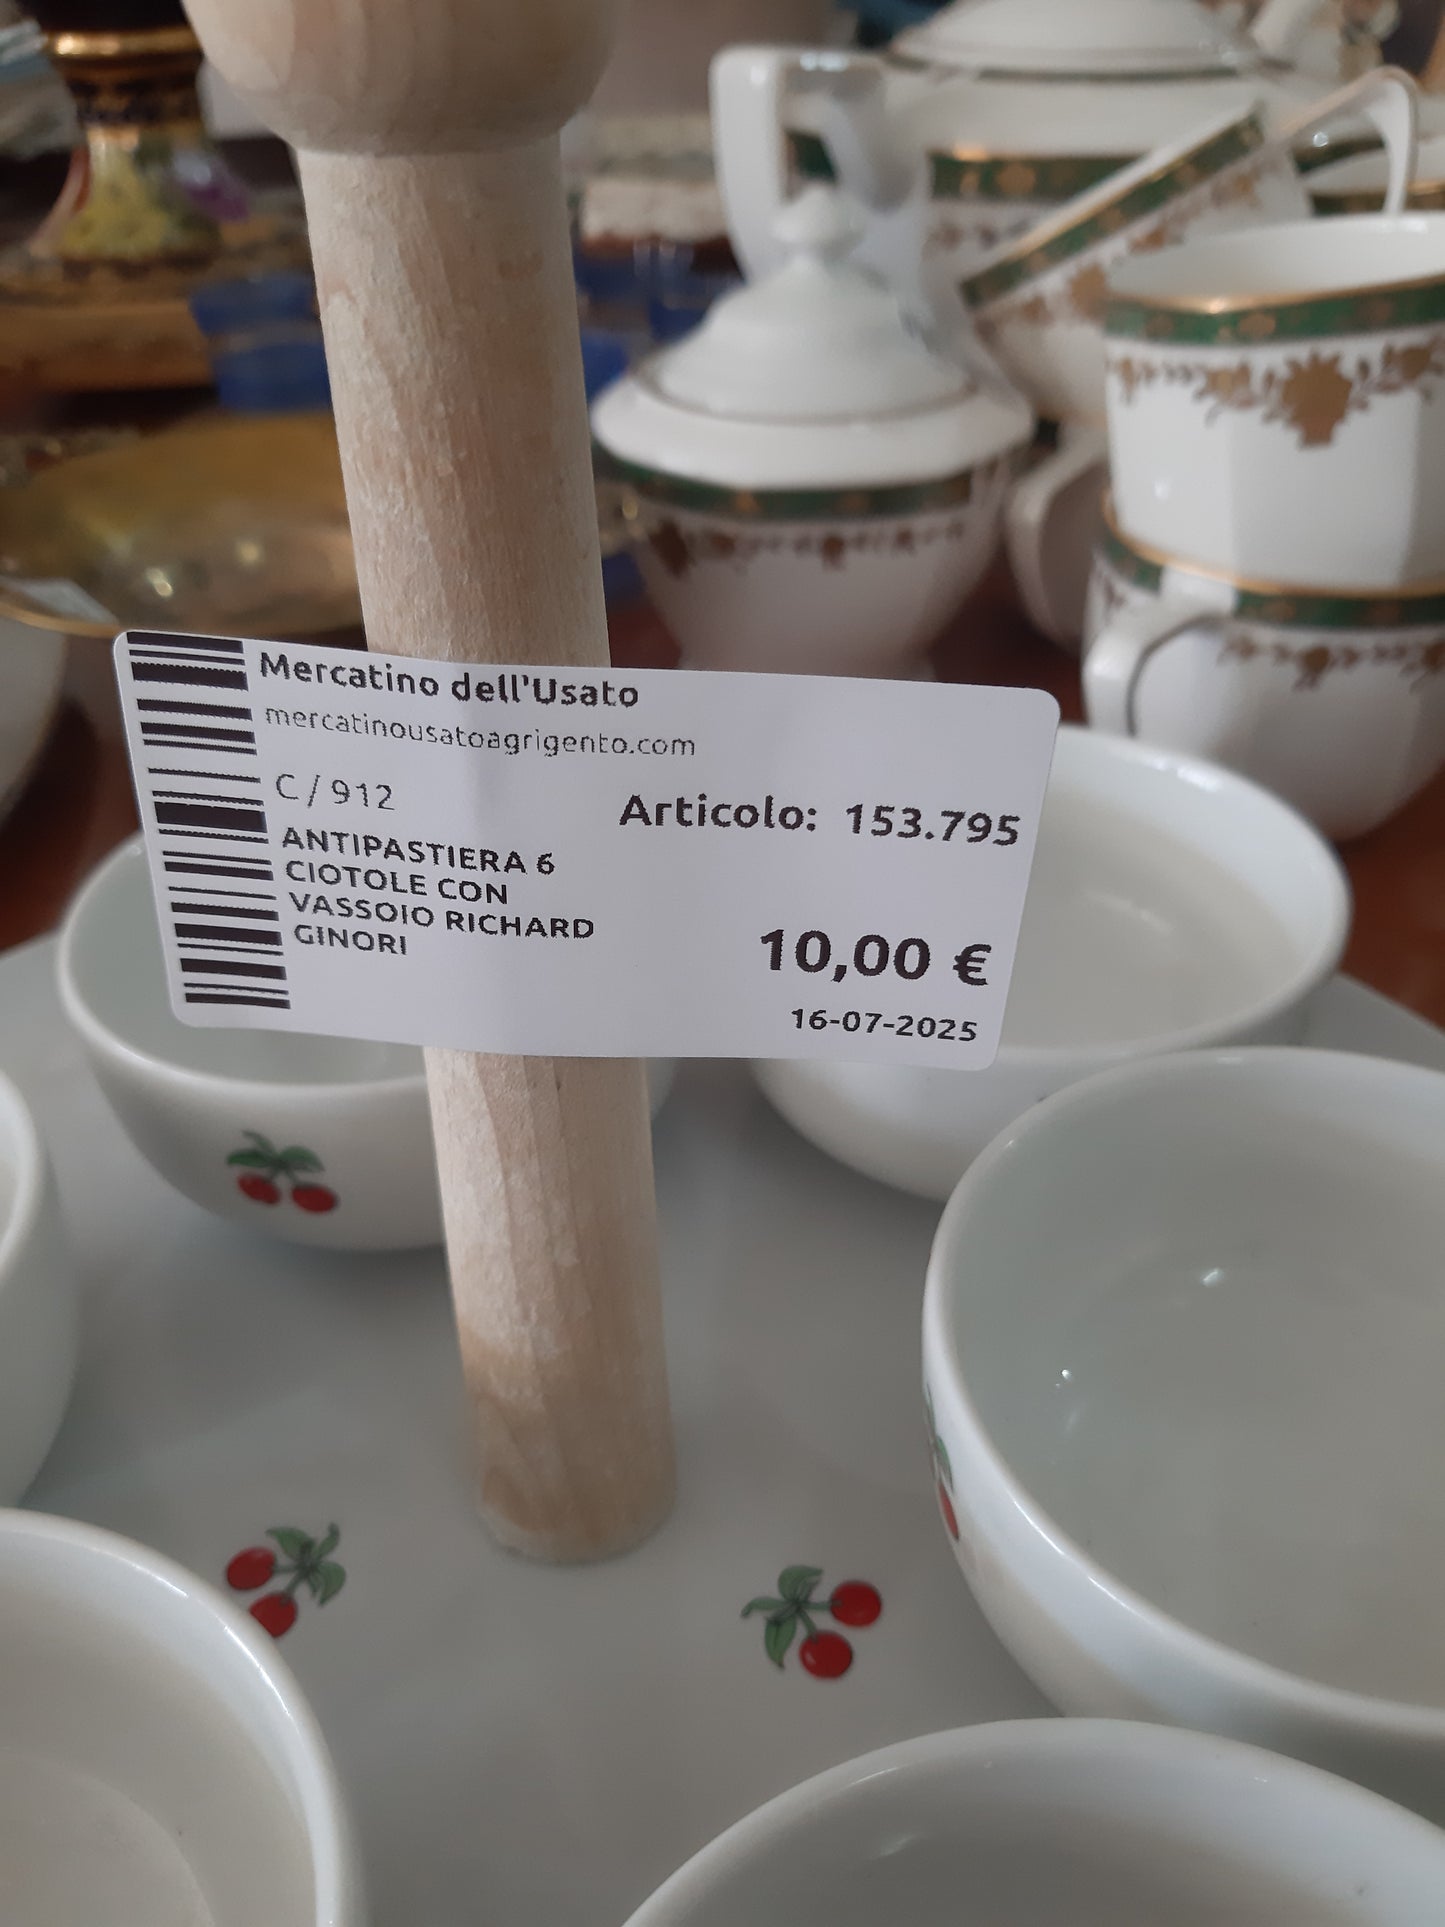 Mercatino dell'Usato
mercatinousatoagrigento.com
C/912
Articolo: 153.795
ANTIPASTIERA 6
CIOTOLE CON
VASSOIO RICHARD
GINORI
10,00 €
16-07-2025